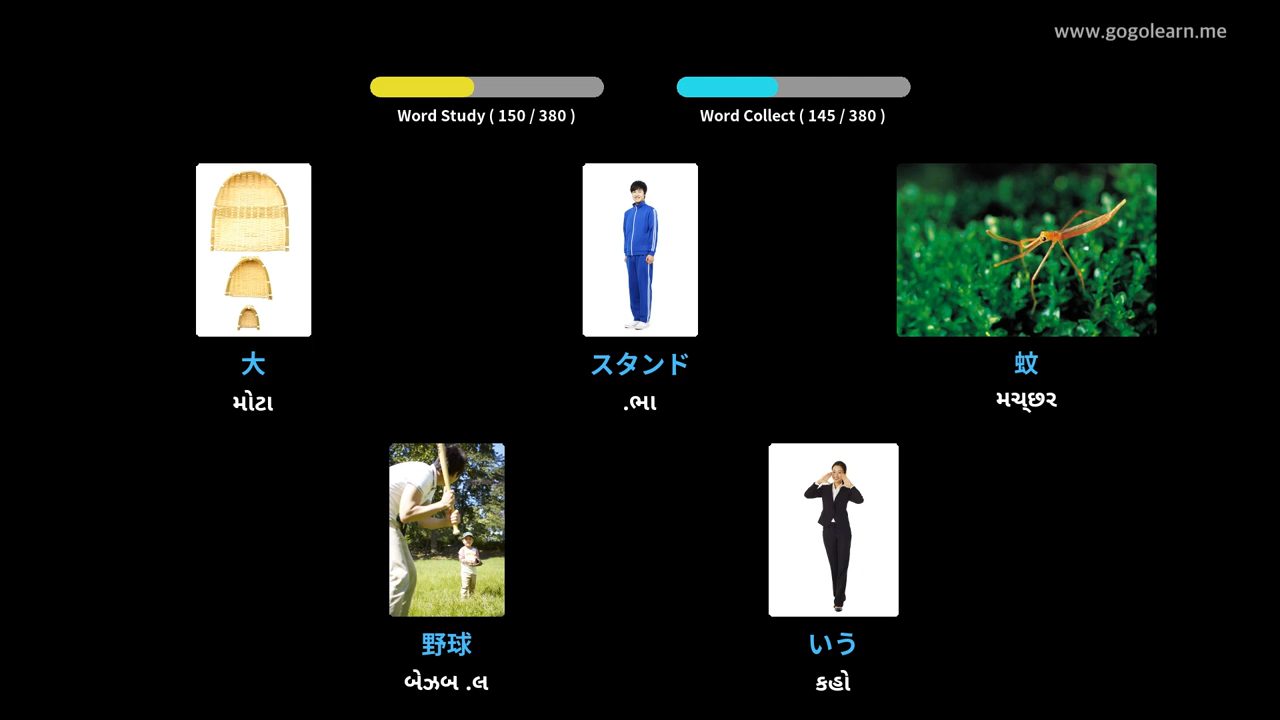 www.gogolearn.me
Word Study ( 150 / 380 )
Word Collect ( 145 / 380 )
大
મોટા
スタンド
.ભા
蚊
મચ્છર
野球
બેઝબ .લ
いう
કહો